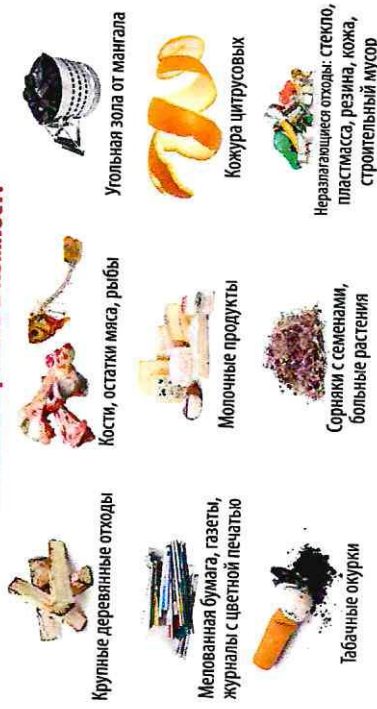 Крупные деревянные отходы
Кости, остатки мяса, рыбы
Угольная зола от мангала
Мелованная бумага, газеты,
журналы с цветной печатью
Молочные продукты
Кожура цитрусовых
Табачные окурки
Сорняки с семенами,
больные растения
Неразлагающиеся отходы: стекло,
пластмасса, резина, кожа,
строительный мусор